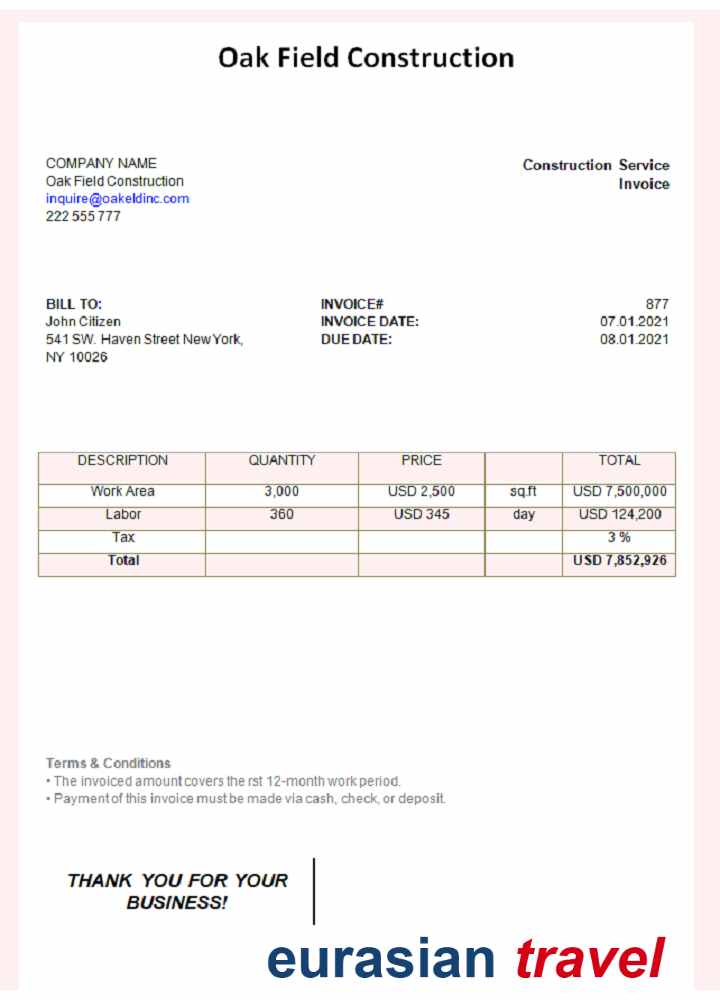 Oak Field Construction
COMPANY NAME
Oak Field Construction
inquire@oakeldinc.com
222 555 777
Construction Service
Invoice
BILL TO:
John Citizen
541 SW. Haven Street New York,
NY 10026
INVOICE# 877
INVOICE DATE: 07.01.2021
DUE DATE: 08.01.2021
DESCRIPTION QUANTITY PRICE TOTAL
Work Area 3,000 USD 2,500 sq.ft USD 7,500,000
Labor 360 USD 345 day USD 124,200
Tax 3 %
Total USD 7,852,926
Terms & Conditions
• The invoiced amount covers the rst 12-month work period.
• Payment of this invoice must be made via cash, check, or deposit.
THANK YOU FOR YOUR
BUSINESS!
eurasian travel